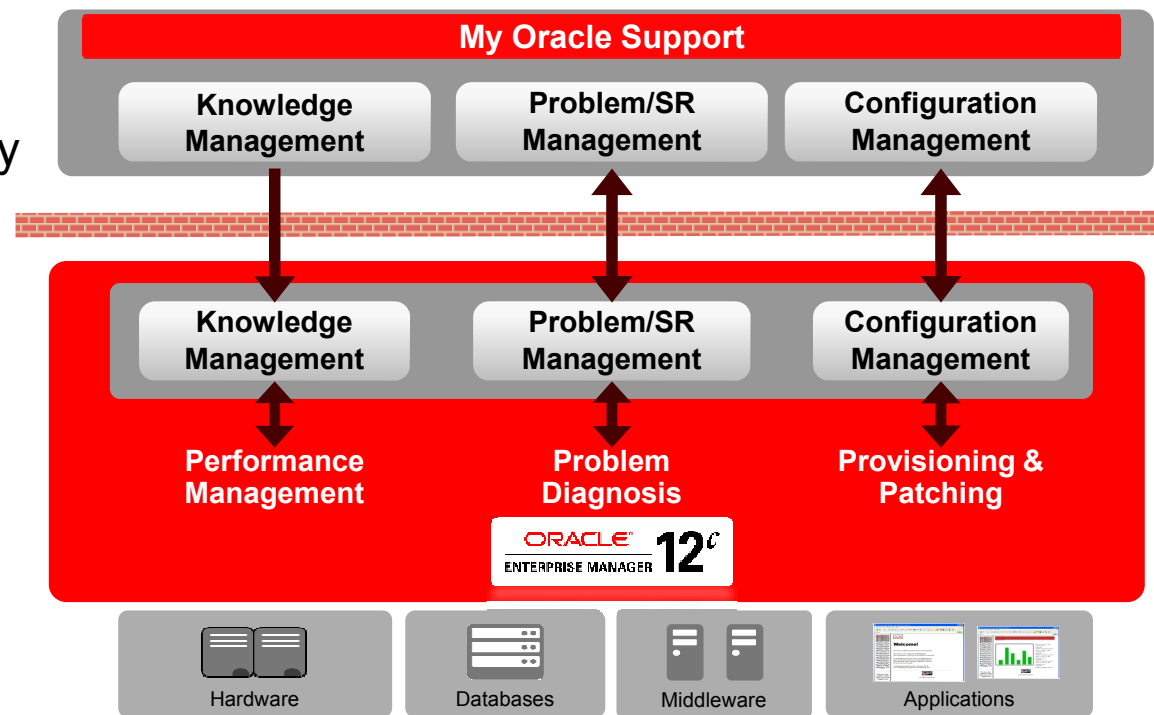 My Oracle Support
Knowledge
Management
Problem/SR
Management
Configuration
Management
y
Knowledge
Management
Problem/SR
Management
Configuration
Management
Performance
Management
Problem
Diagnosis
Provisioning &
Patching
ORACLE
ENTERPRISE MANAGER 12c
Hardware
Databases
Middleware
Welcome!
Applications